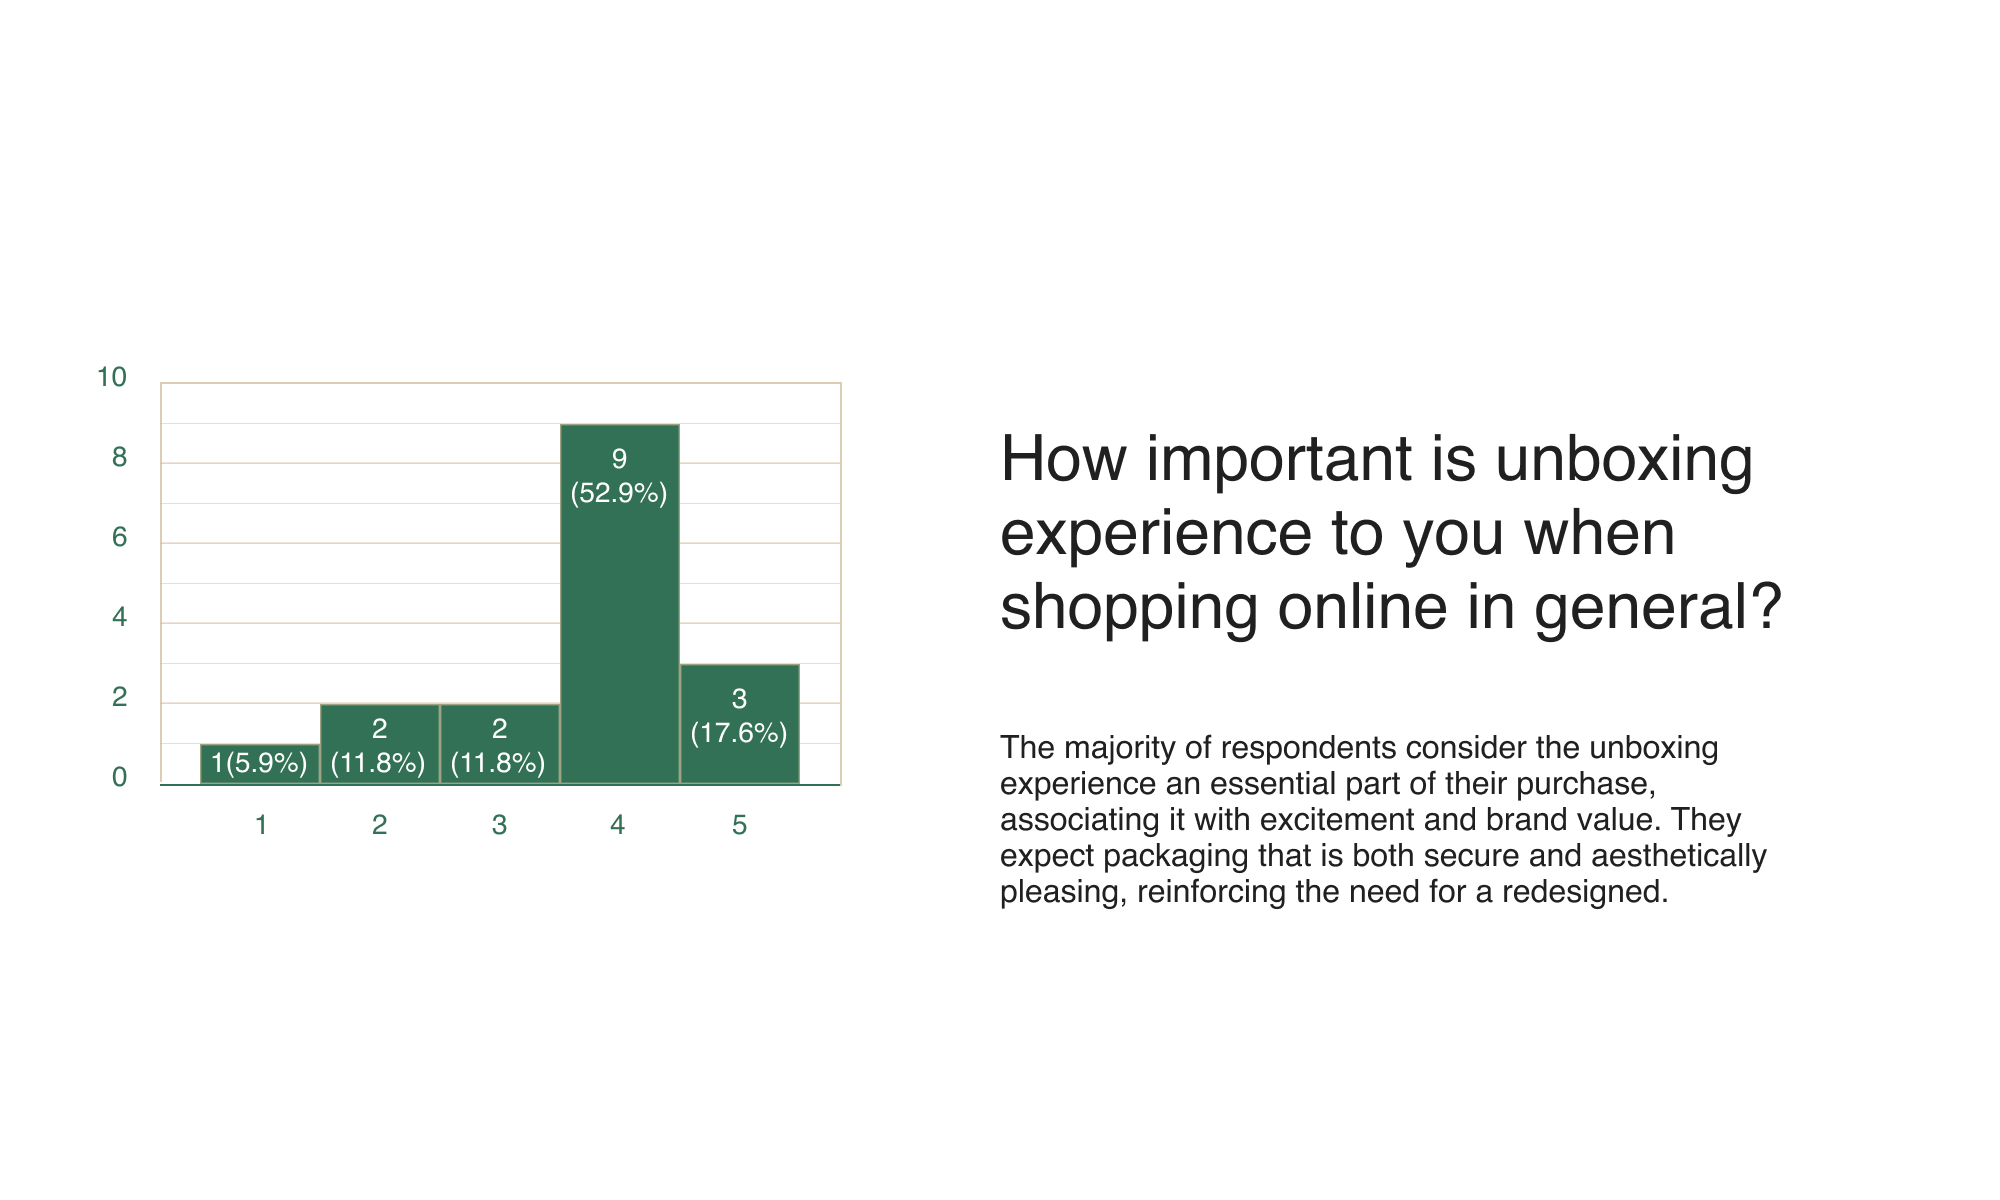 10
8
6
4
2
0
1(5.9%)
2
(11.8%)
2
(11.8%)
9
(52.9%)
3
(17.6%)
1 2 3 4 5
How important is unboxing
experience to you when
shopping online in general?
The majority of respondents consider the unboxing
experience an essential part of their purchase,
associating it with excitement and brand value. They
expect packaging that is both secure and aesthetically
pleasing, reinforcing the need for a redesigned.